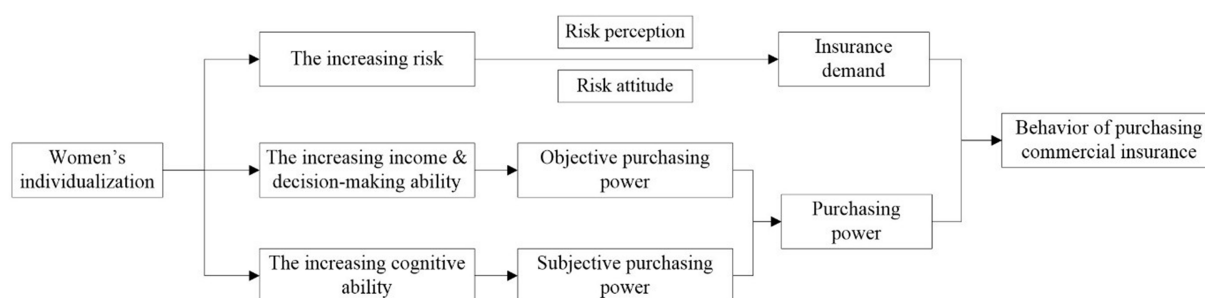 Women's
individualization
The increasing risk
Risk perception
Risk attitude
Insurance
demand
The increasing income &
decision-making ability
Objective purchasing
power
The increasing cognitive
ability
Subjective purchasing
power
Purchasing
power
Behavior of purchasing
commercial insurance